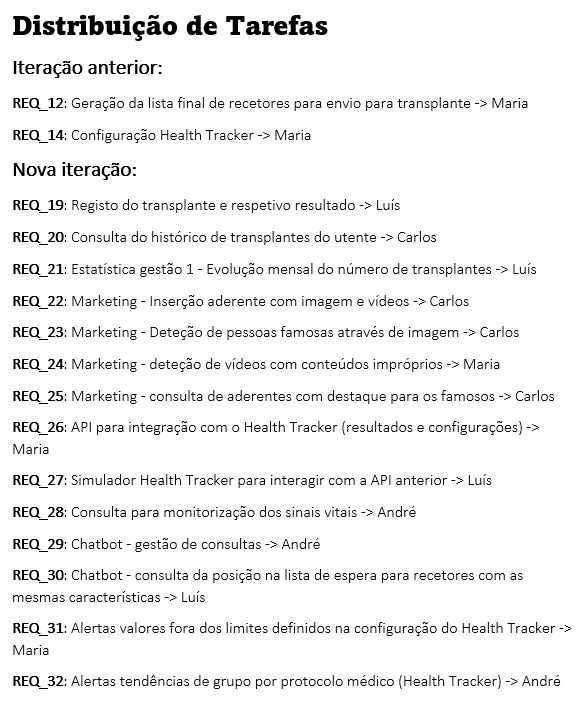 Distribuição de Tarefas
Iteração anterior:
REQ_12: Geração da lista final de recetores para envio para transplante -> Maria
REQ_14: Configuração Health Tracker -> Maria
Nova iteração:
REQ_19: Registo do transplante e respetivo resultado -> Luís
REQ_20: Consulta do histórico de transplantes do utente -> Carlos
REQ_21: Estatística gestão 1 - Evolução mensal do número de transplantes -> Luís
REQ_22: Marketing - Inserção aderente com imagem e vídeos -> Carlos
REQ_23: Marketing - Deteção de pessoas famosas através de imagem -> Carlos
REQ_24: Marketing - deteção de vídeos com conteúdos impróprios -> Maria
REQ_25: Marketing - consulta de aderentes com destaque para os famosos -> Carlos
REQ_26: API para integração com o Health Tracker (resultados e configurações) ->
Maria
REQ_27: Simulador Health Tracker para interagir com a API anterior -> Luís
REQ_28: Consulta para monitorização dos sinais vitais -> André
REQ_29: Chatbot - gestão de consultas -> André
REQ_30: Chatbot - consulta da posição na lista de espera para recetores com as
mesmas características -> Luís
REQ_31: Alertas valores fora dos limites definidos na configuração do Health Tracker ->
Maria
REQ_32: Alertas tendências de grupo por protocolo médico (Health Tracker) -> André